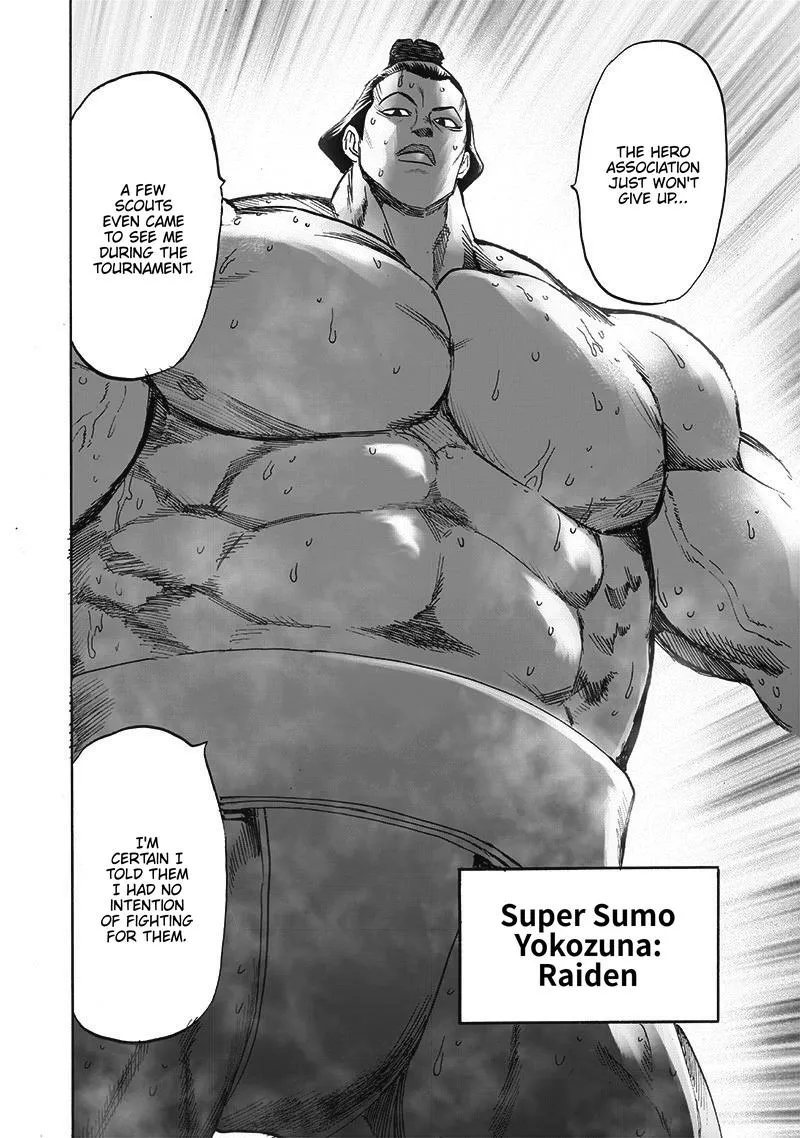 THE HERO
ASSOCIATION
JUST WON'T
GIVE UP...
A FEW
SCOUTS
EVEN CAME
TO SEE ME
DURING THE
TOURNAMENT.
I'M
CERTAIN I
TOLD THEM
I HAD NO
INTENTION
OF FIGHTING
FOR THEM.
Super Sumo
Yokozuna:
Raiden